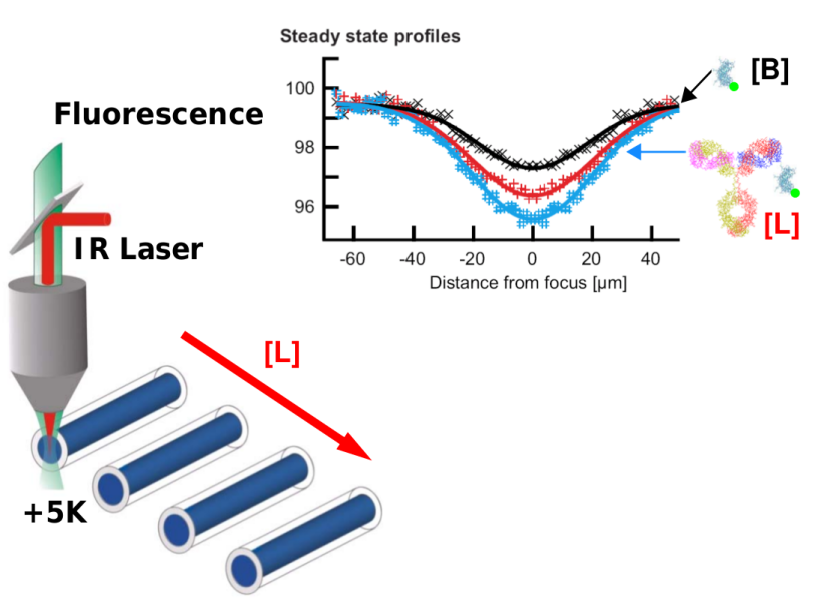 Steady state profiles
100
98
96
-60 -40 -20 0 20 40
Distance from focus [µm]
[B]
[L]
Fluorescence
IR Laser
[L]
+5K